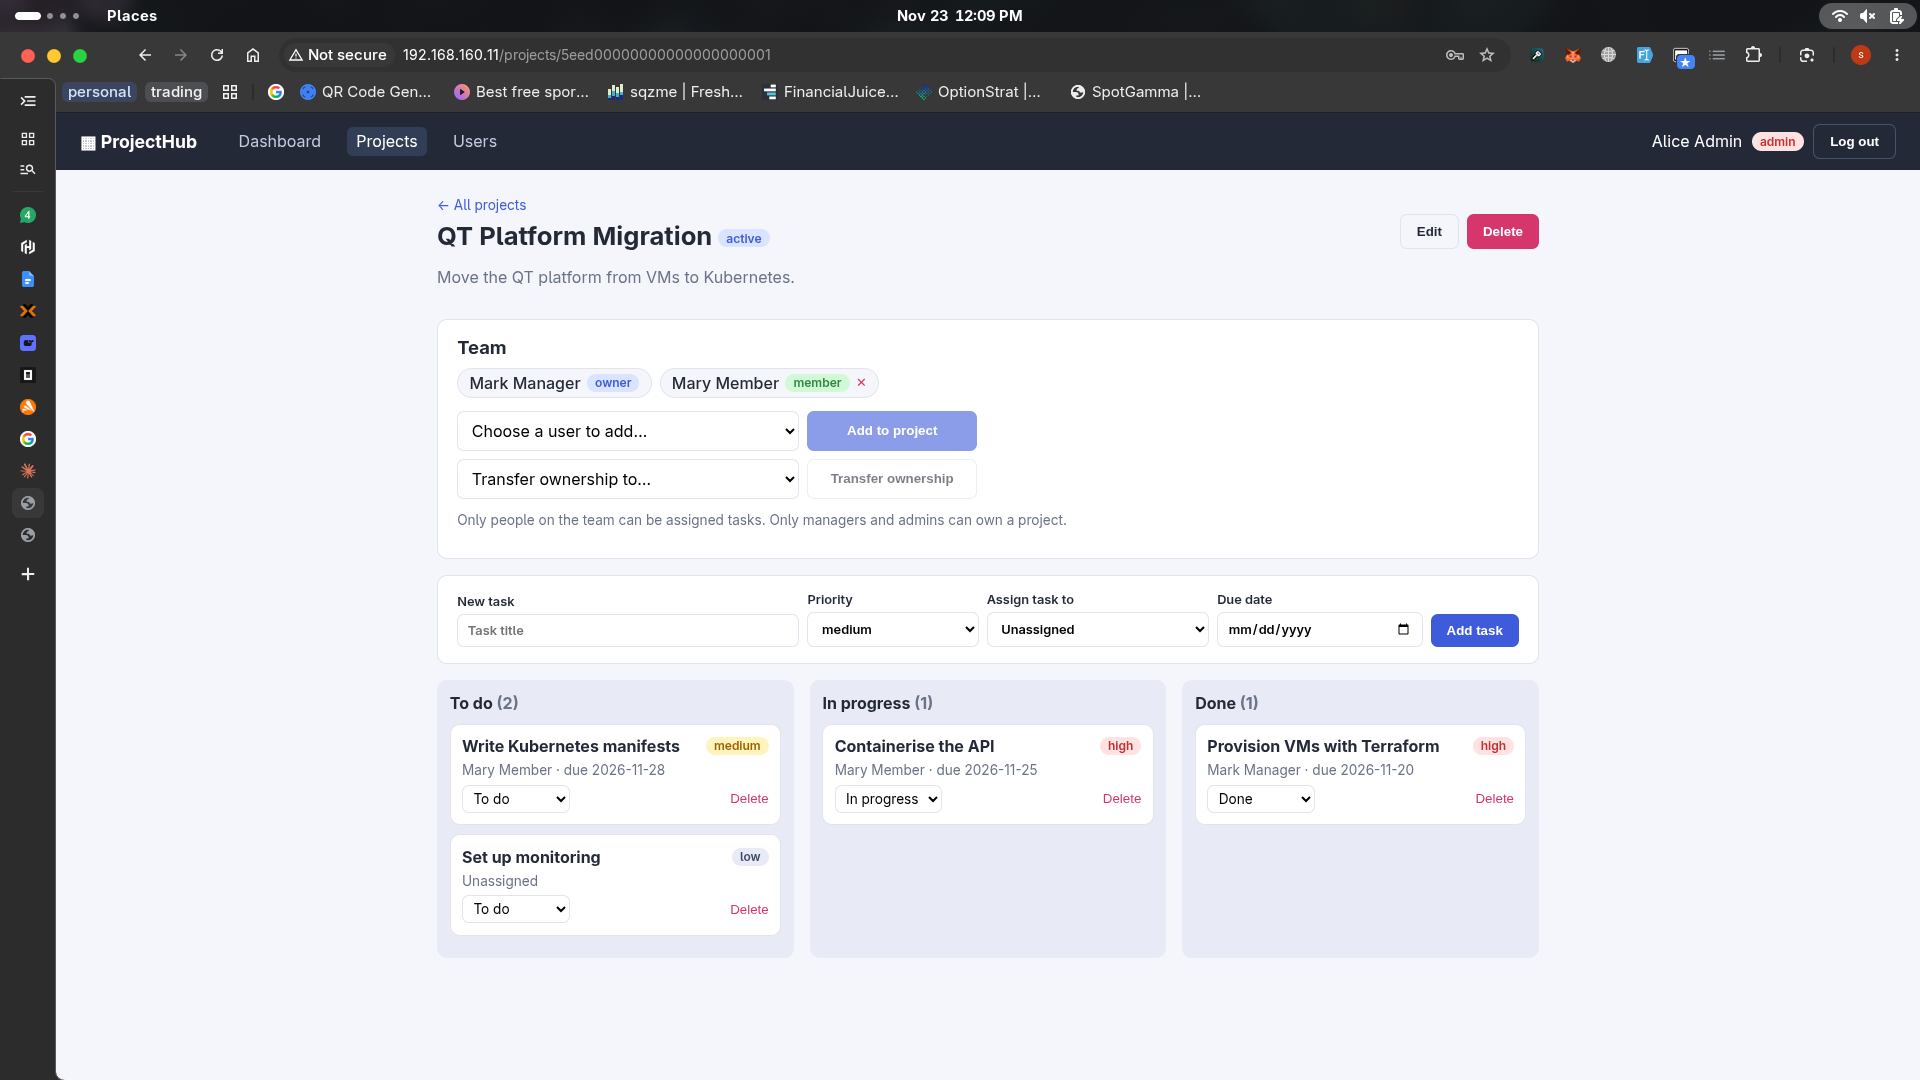 Places
Nov 23 12:09 PM
Not secure 192.168.160.11/projects/5eed00000000000000000001
S
personal trading QR Code Gen... Best free spor... sqzme | Fresh... FinancialJuice... OptionStrat |... SpotGamma |...
ProjectHub Dashboard Projects Users Alice Admin admin Log out
4
← All projects
QT Platform Migration active
Edit Delete
Move the QT platform from VMs to Kubernetes.
Team
Mark Manager owner Mary Member member ×
Choose a user to add... Add to project
Transfer ownership to... Transfer ownership
Only people on the team can be assigned tasks. Only managers and admins can own a project.
New task Priority Assign task to Due date
Task title medium Unassigned mm/dd/yyyy Add task
To do (2)
Write Kubernetes manifests medium
Mary Member · due 2026-11-28
To do Delete
Set up monitoring low
Unassigned
To do Delete
In progress (1)
Containerise the API high
Mary Member · due 2026-11-25
In progress Delete
Done (1)
Provision VMs with Terraform high
Mark Manager · due 2026-11-20
Done Delete